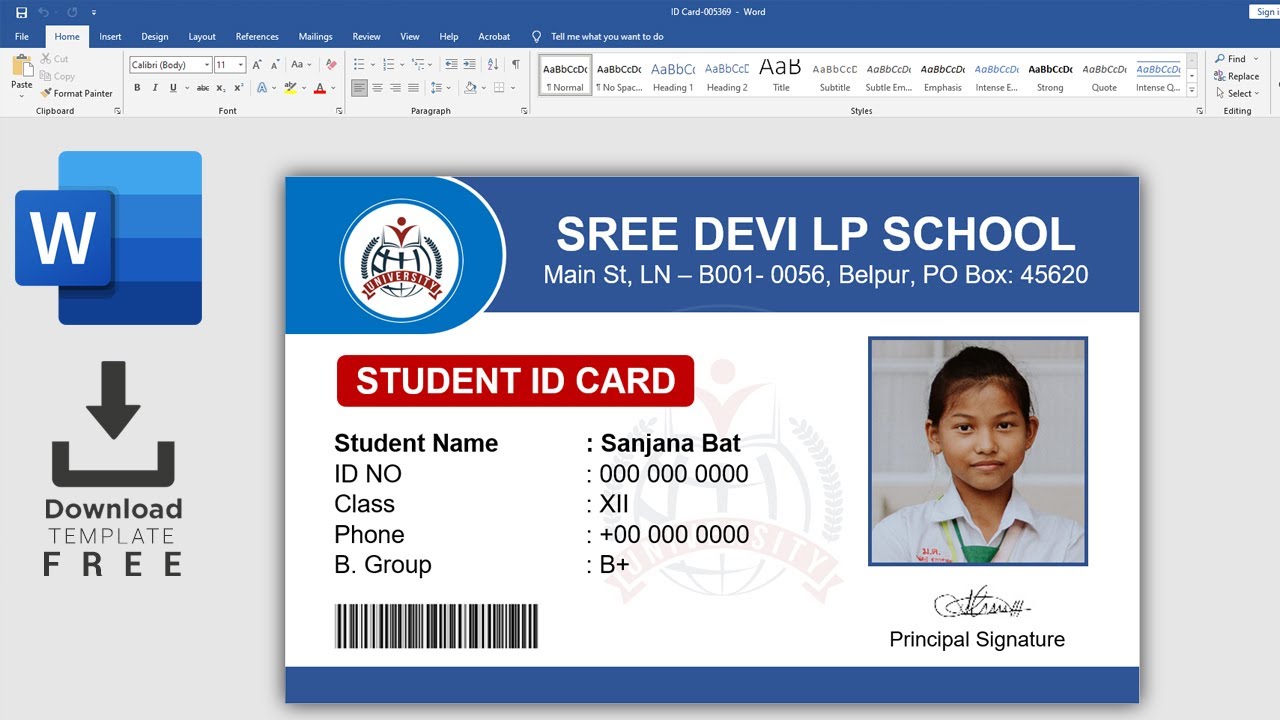 ID Card-005369 - Word
Sign i
File Home Insert Design Layout References Mailings Review View Help Acrobat Tell me what you want to do
Paste
Cut
Copy
Format Painter
Clipboard
Calibri (Body) 11
Font
Paragraph
AaBbCcDc AaBbCcDc AaBbC AaBbCcD AaB AaBbCcD AaBbCcDc AaBbCcDc AaBbCcDc AaBbCcDc AaBbCcDc AaBbCcDc
¶ Normal ¶ No Spac... Heading 1 Heading 2 Title Subtitle Subtle Em... Emphasis Intense E... Strong Quote Intense Q...
Styles
Find
Replace
Select
Editing
W
Download
TEMPLATE
FREE
UNIVERSITY
SREE DEVI LP SCHOOL
Main St, LN – B001- 0056, Belpur, PO Box: 45620
STUDENT ID CARD
Student Name : Sanjana Bat
ID NO : 000 000 0000
Class : XII
Phone : +00 000 0000
B. Group : B+
UNIVERSITY
Principal Signature